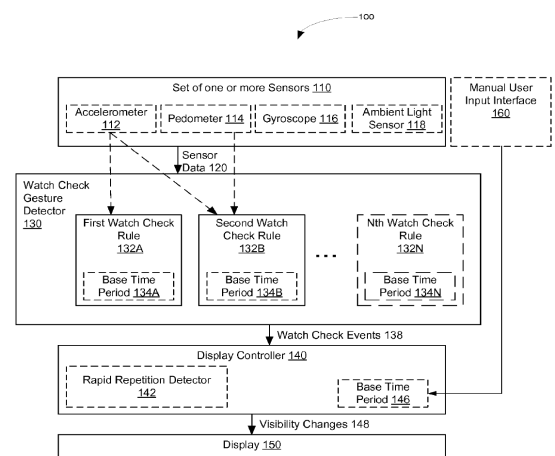 100
Set of one or more Sensors 110
Accelerometer
112
Pedometer 114
Gyroscope 116
Ambient Light
Sensor 118
Manual User
Input Interface
160
Sensor
Data 120
Watch Check
Gesture Detector
130
First Watch Check
Rule
132A
Base Time
Period 134A
Second Watch
Check Rule
132B
Base Time
Period 134B
...
Nth Watch Check
Rule
132N
Base Time
Period 134N
Watch Check Events 138
Display Controller 140
Rapid Repetition Detector
142
Base Time
Period 146
Visibility Changes 148
Display 150